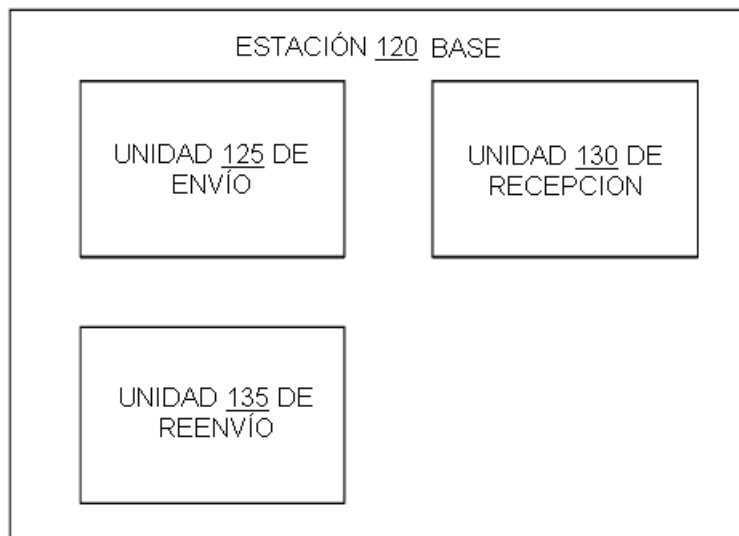 ESTACIÓN 120 BASE
UNIDAD 125 DE
ENVÍO
UNIDAD 130 DE
RECEPCION
UNIDAD 135 DE
REENVÍO